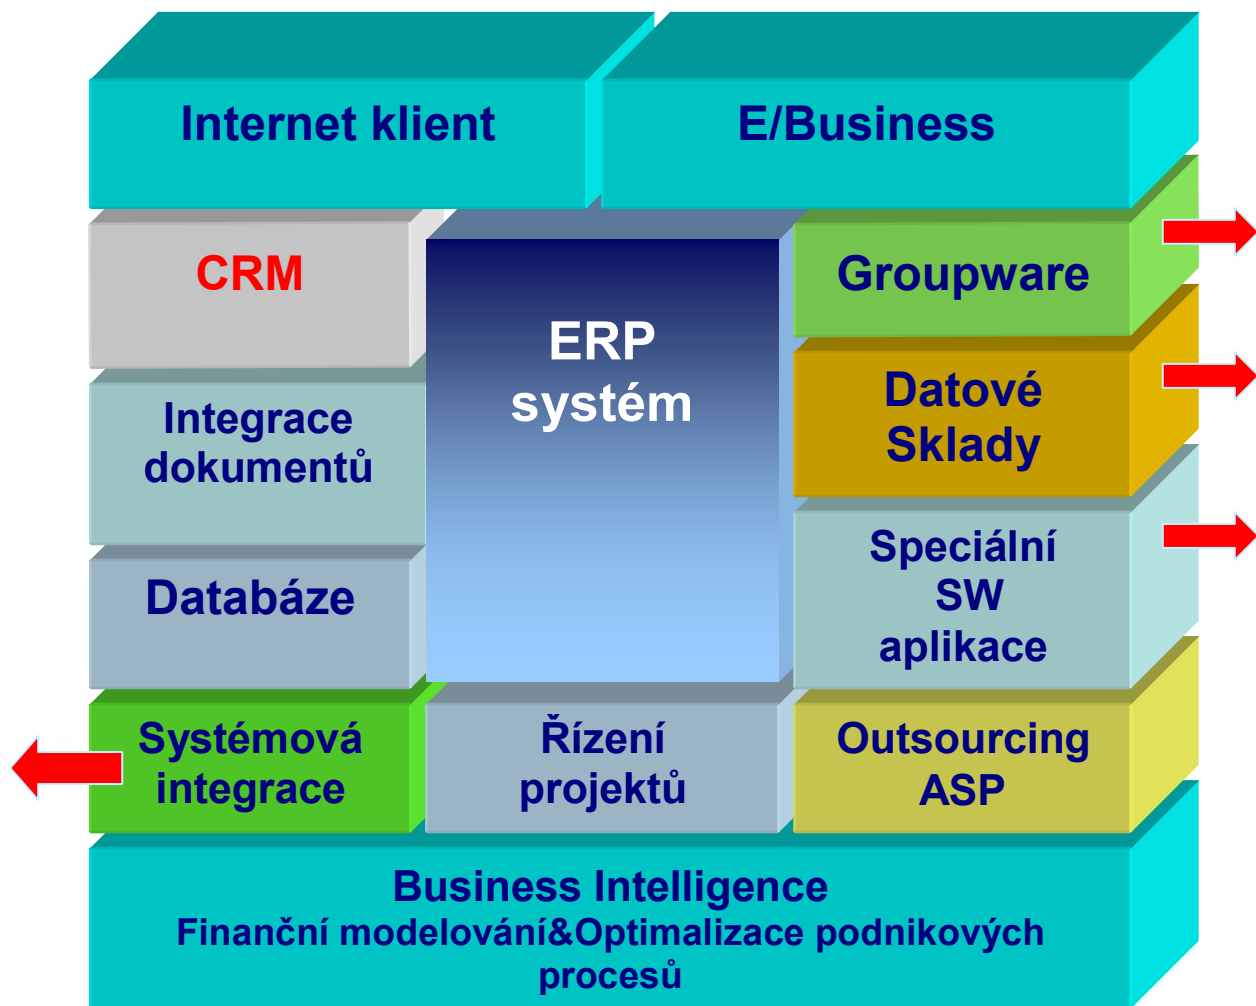 Internet klient
E/Business
CRM
ERP
systém
Groupware
Integrace
dokumentů
Datové
Sklady
Databáze
Speciální
SW
aplikace
Systémová
integrace
Řízení
projektů
Outsourcing
ASP
Business Intelligence
Finanční modelování&Optimalizace podnikových
procesů